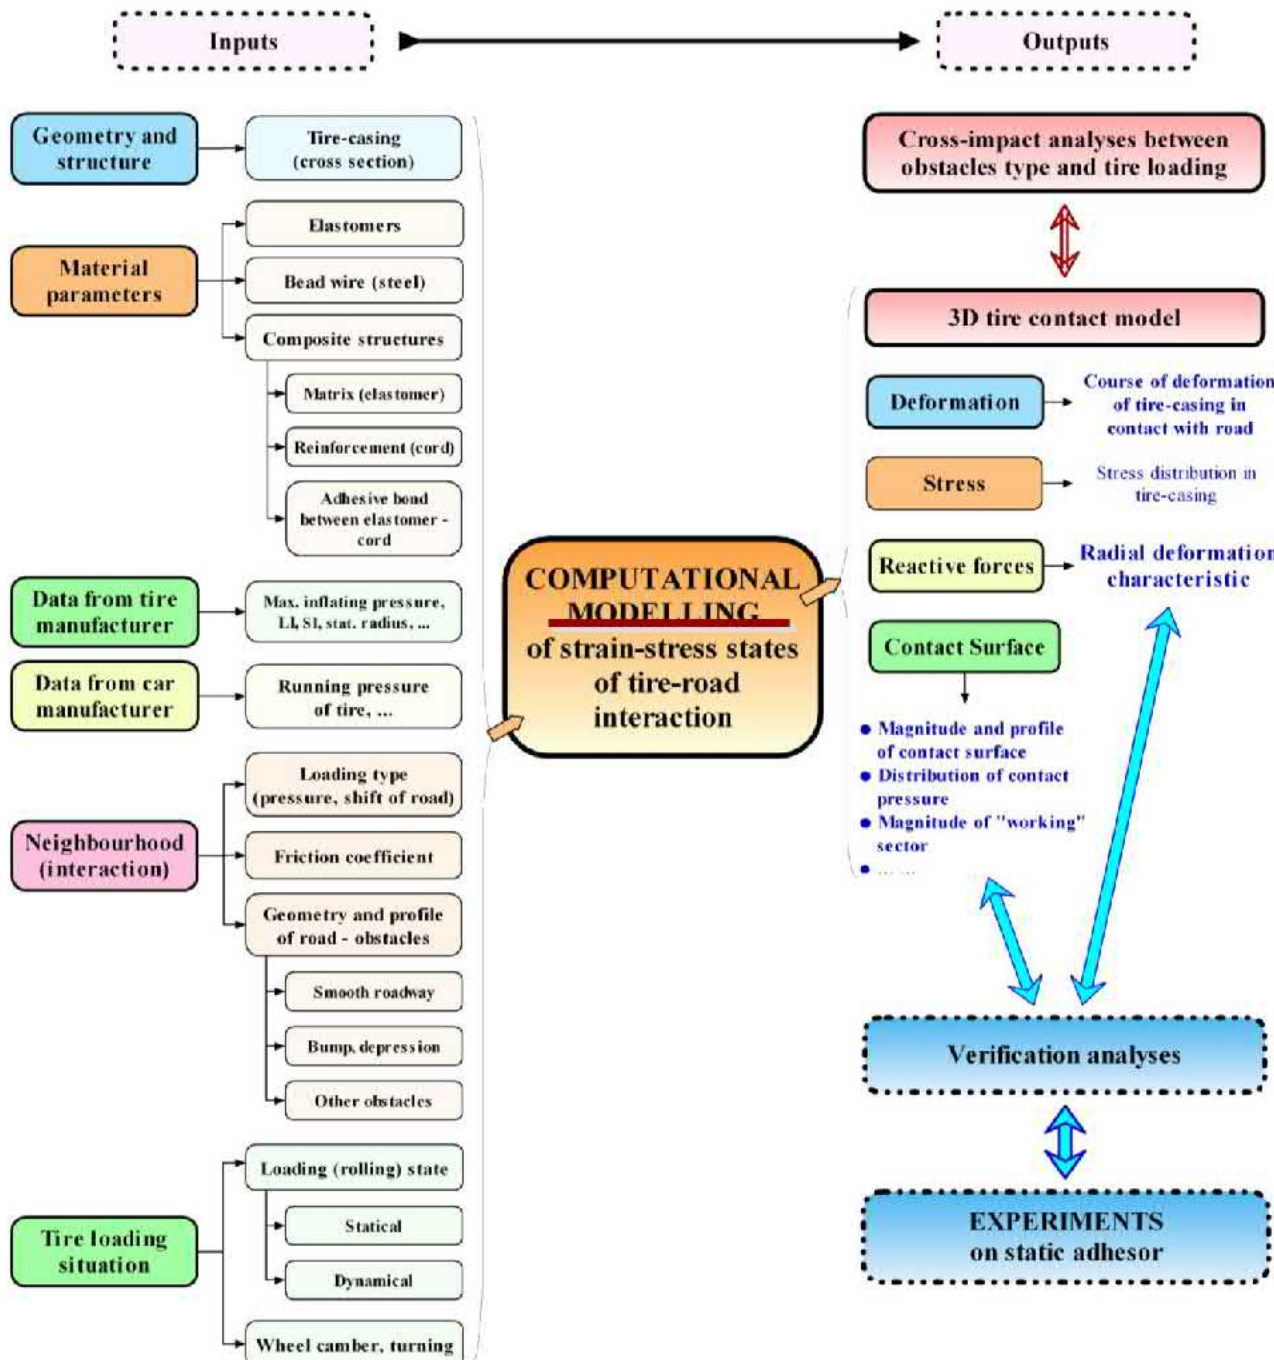 Inputs
Outputs
Geometry and
structure
Tire-casing
(cross section)
Material
parameters
Elastomers
Bead wire (steel)
Composite structures
Matrix (elastomer)
Reinforcement (cord)
Adhesive bond
between elastomer -
cord
Data from tire
manufacturer
Max. inflating pressure,
LI, SI, stat. radius, ...
Data from car
manufacturer
Running pressure
of tire, ...
Neighbourhood
(interaction)
Loading type
(pressure, shift of road)
Friction coefficient
Geometry and profile
of road - obstacles
Smooth roadway
Bump, depression
Other obstacles
Tire loading
situation
Loading (rolling) state
Statical
Dynamical
Wheel camber, turning
COMPUTATIONAL
MODELLING
of strain-stress states
of tire-road
interaction
Cross-impact analyses between
obstacles type and tire loading
3D tire contact model
Deformation
Course of deformation
of tire-casing in
contact with road
Stress
Stress distribution in
tire-casing
Reactive forces
Radial deformation
characteristic
Contact Surface
● Magnitude and profile
of contact surface
● Distribution of contact
pressure
● Magnitude of "working"
sector
● ... ...
Verification analyses
EXPERIMENTS
on static adhesor